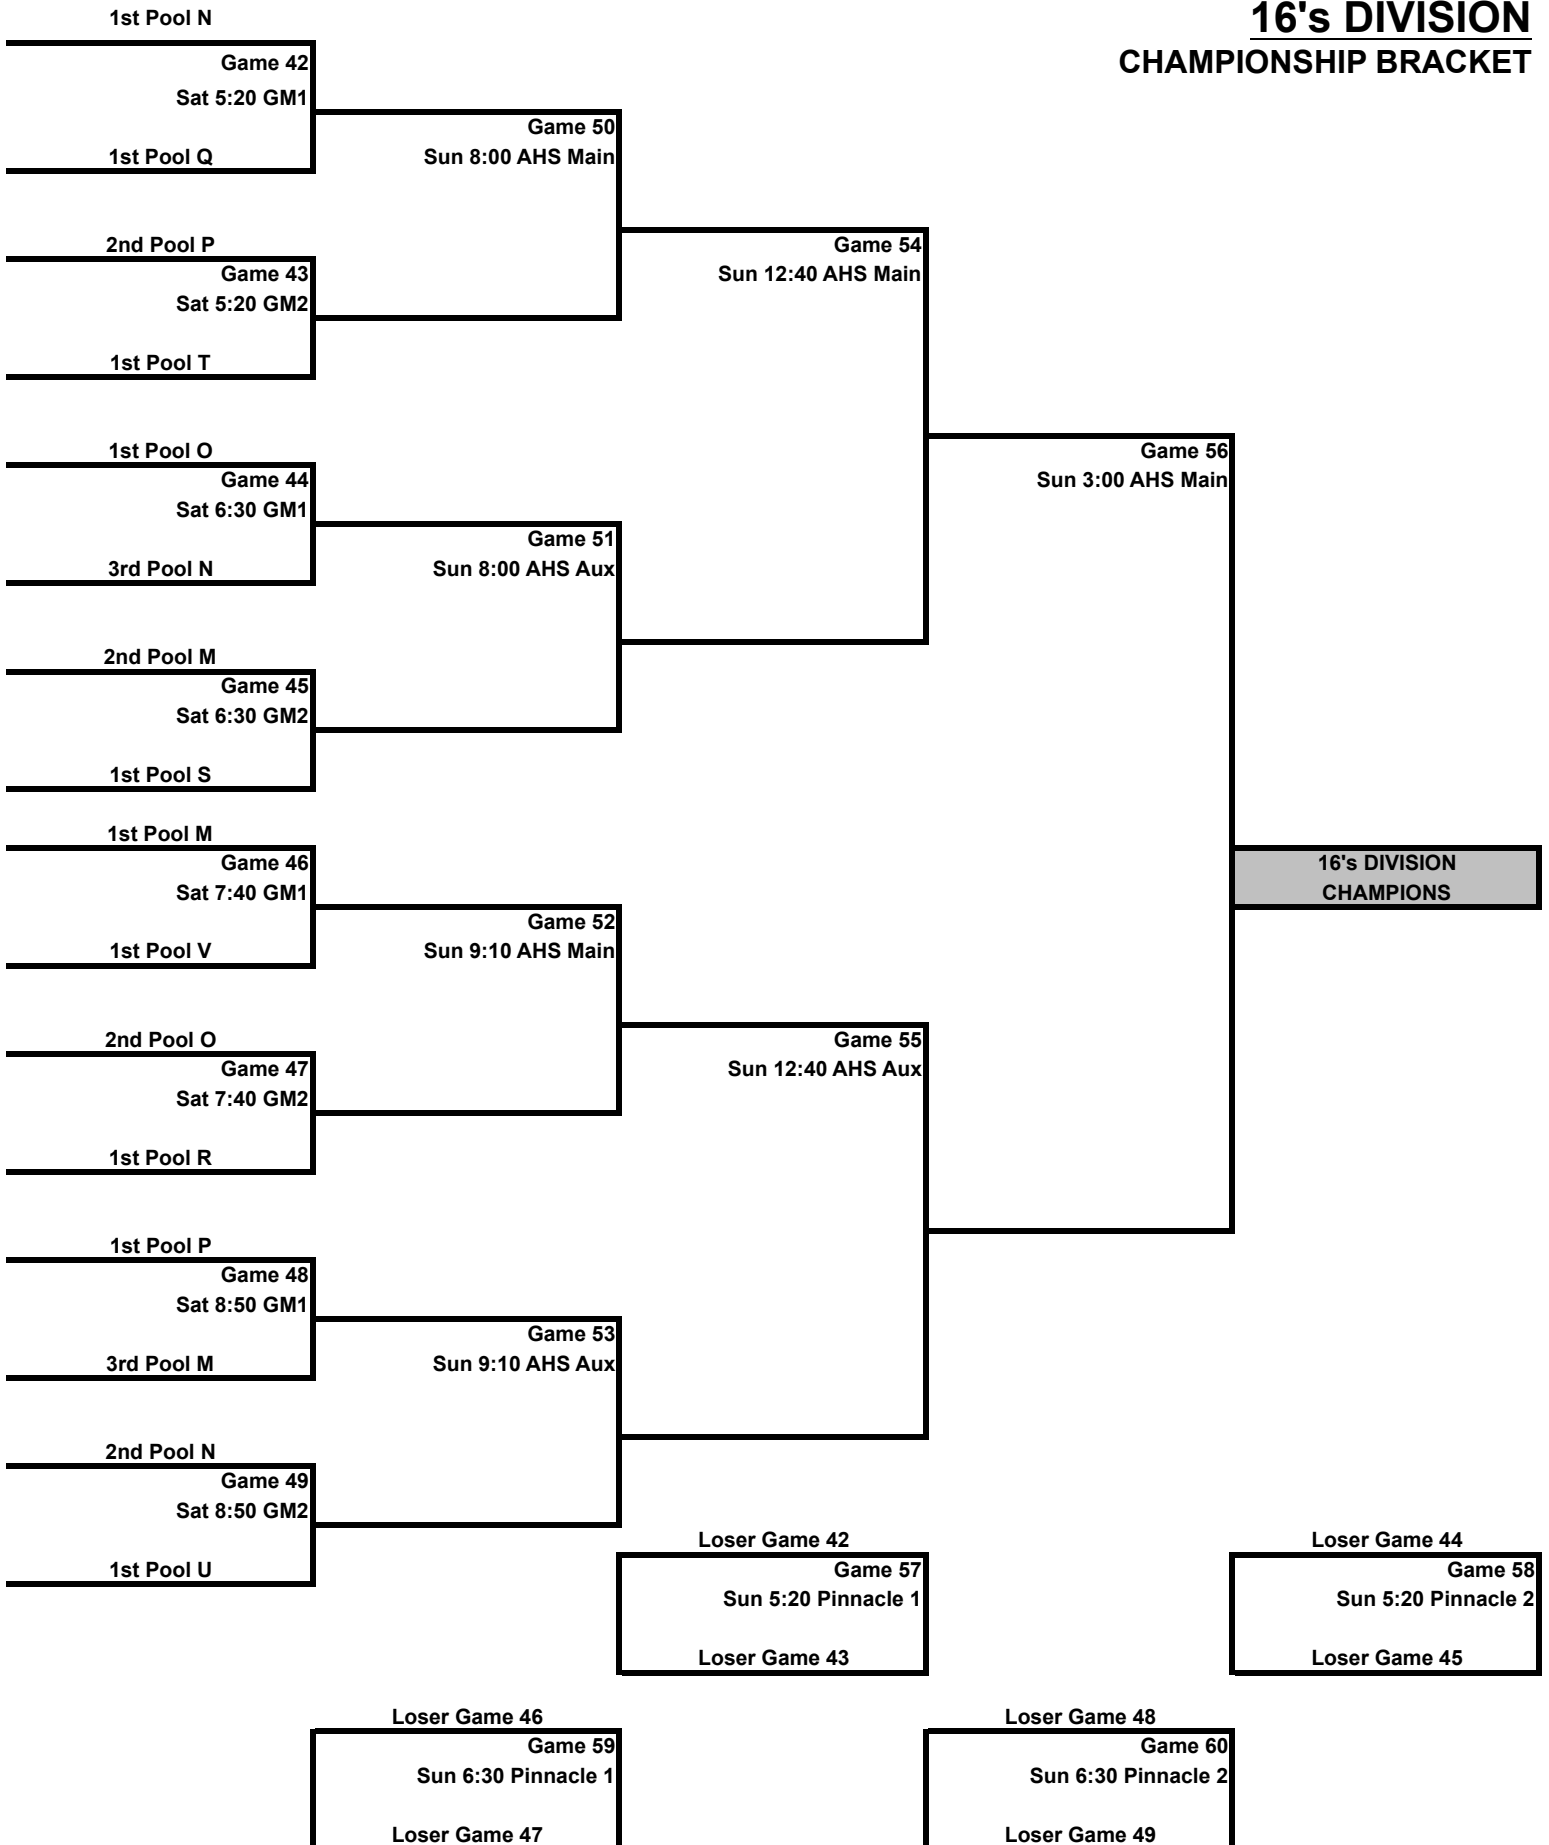 16's DIVISION
CHAMPIONSHIP BRACKET
1st Pool N
Game 42
Sat 5:20 GM1
1st Pool Q
2nd Pool P
Game 43
Sat 5:20 GM2
1st Pool T
1st Pool O
Game 44
Sat 6:30 GM1
3rd Pool N
2nd Pool M
Game 45
Sat 6:30 GM2
1st Pool S
1st Pool M
Game 46
Sat 7:40 GM1
1st Pool V
2nd Pool O
Game 47
Sat 7:40 GM2
1st Pool R
1st Pool P
Game 48
Sat 8:50 GM1
3rd Pool M
2nd Pool N
Game 49
Sat 8:50 GM2
1st Pool U
Game 50
Sun 8:00 AHS Main
Game 51
Sun 8:00 AHS Aux
Game 52
Sun 9:10 AHS Main
Game 53
Sun 9:10 AHS Aux
Game 54
Sun 12:40 AHS Main
Game 55
Sun 12:40 AHS Aux
Game 56
Sun 3:00 AHS Main
16's DIVISION
CHAMPIONS
Loser Game 42
Game 57
Sun 5:20 Pinnacle 1
Loser Game 43
Loser Game 44
Game 58
Sun 5:20 Pinnacle 2
Loser Game 45
Loser Game 46
Game 59
Sun 6:30 Pinnacle 1
Loser Game 47
Loser Game 48
Game 60
Sun 6:30 Pinnacle 2
Loser Game 49